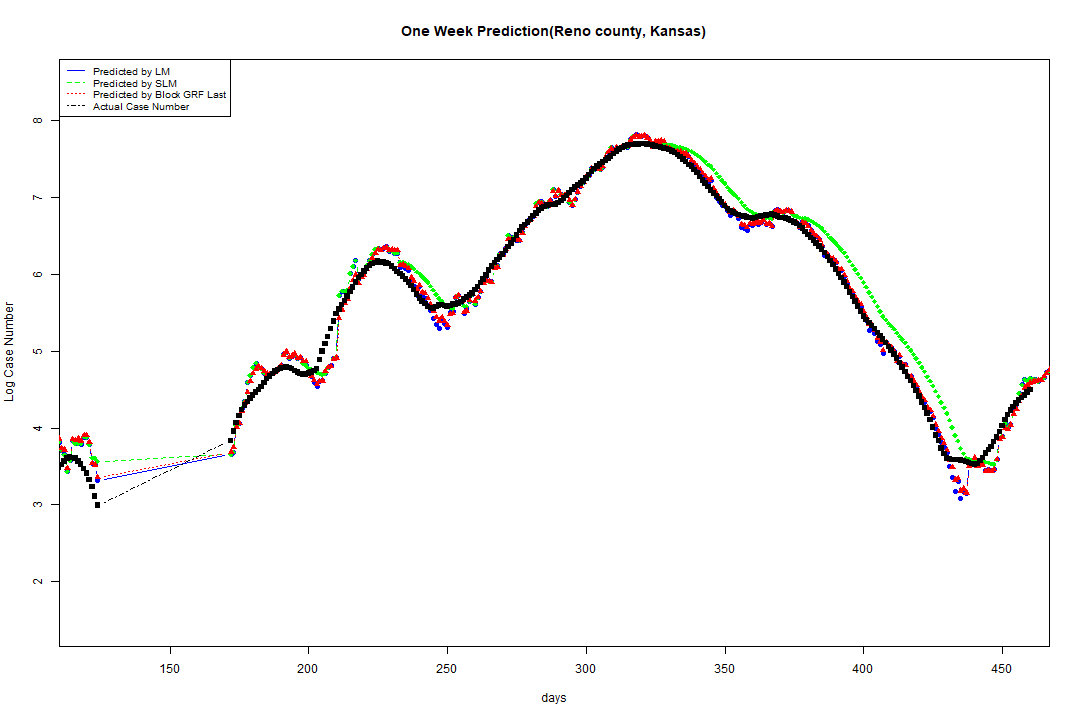 One Week Prediction(Reno county, Kansas)
Predicted by LM
Predicted by SLM
Predicted by Block GRF Last
Actual Case Number
8
7
6
5
4
3
2
Log Case Number
150 200 250 300 350 400 450
days